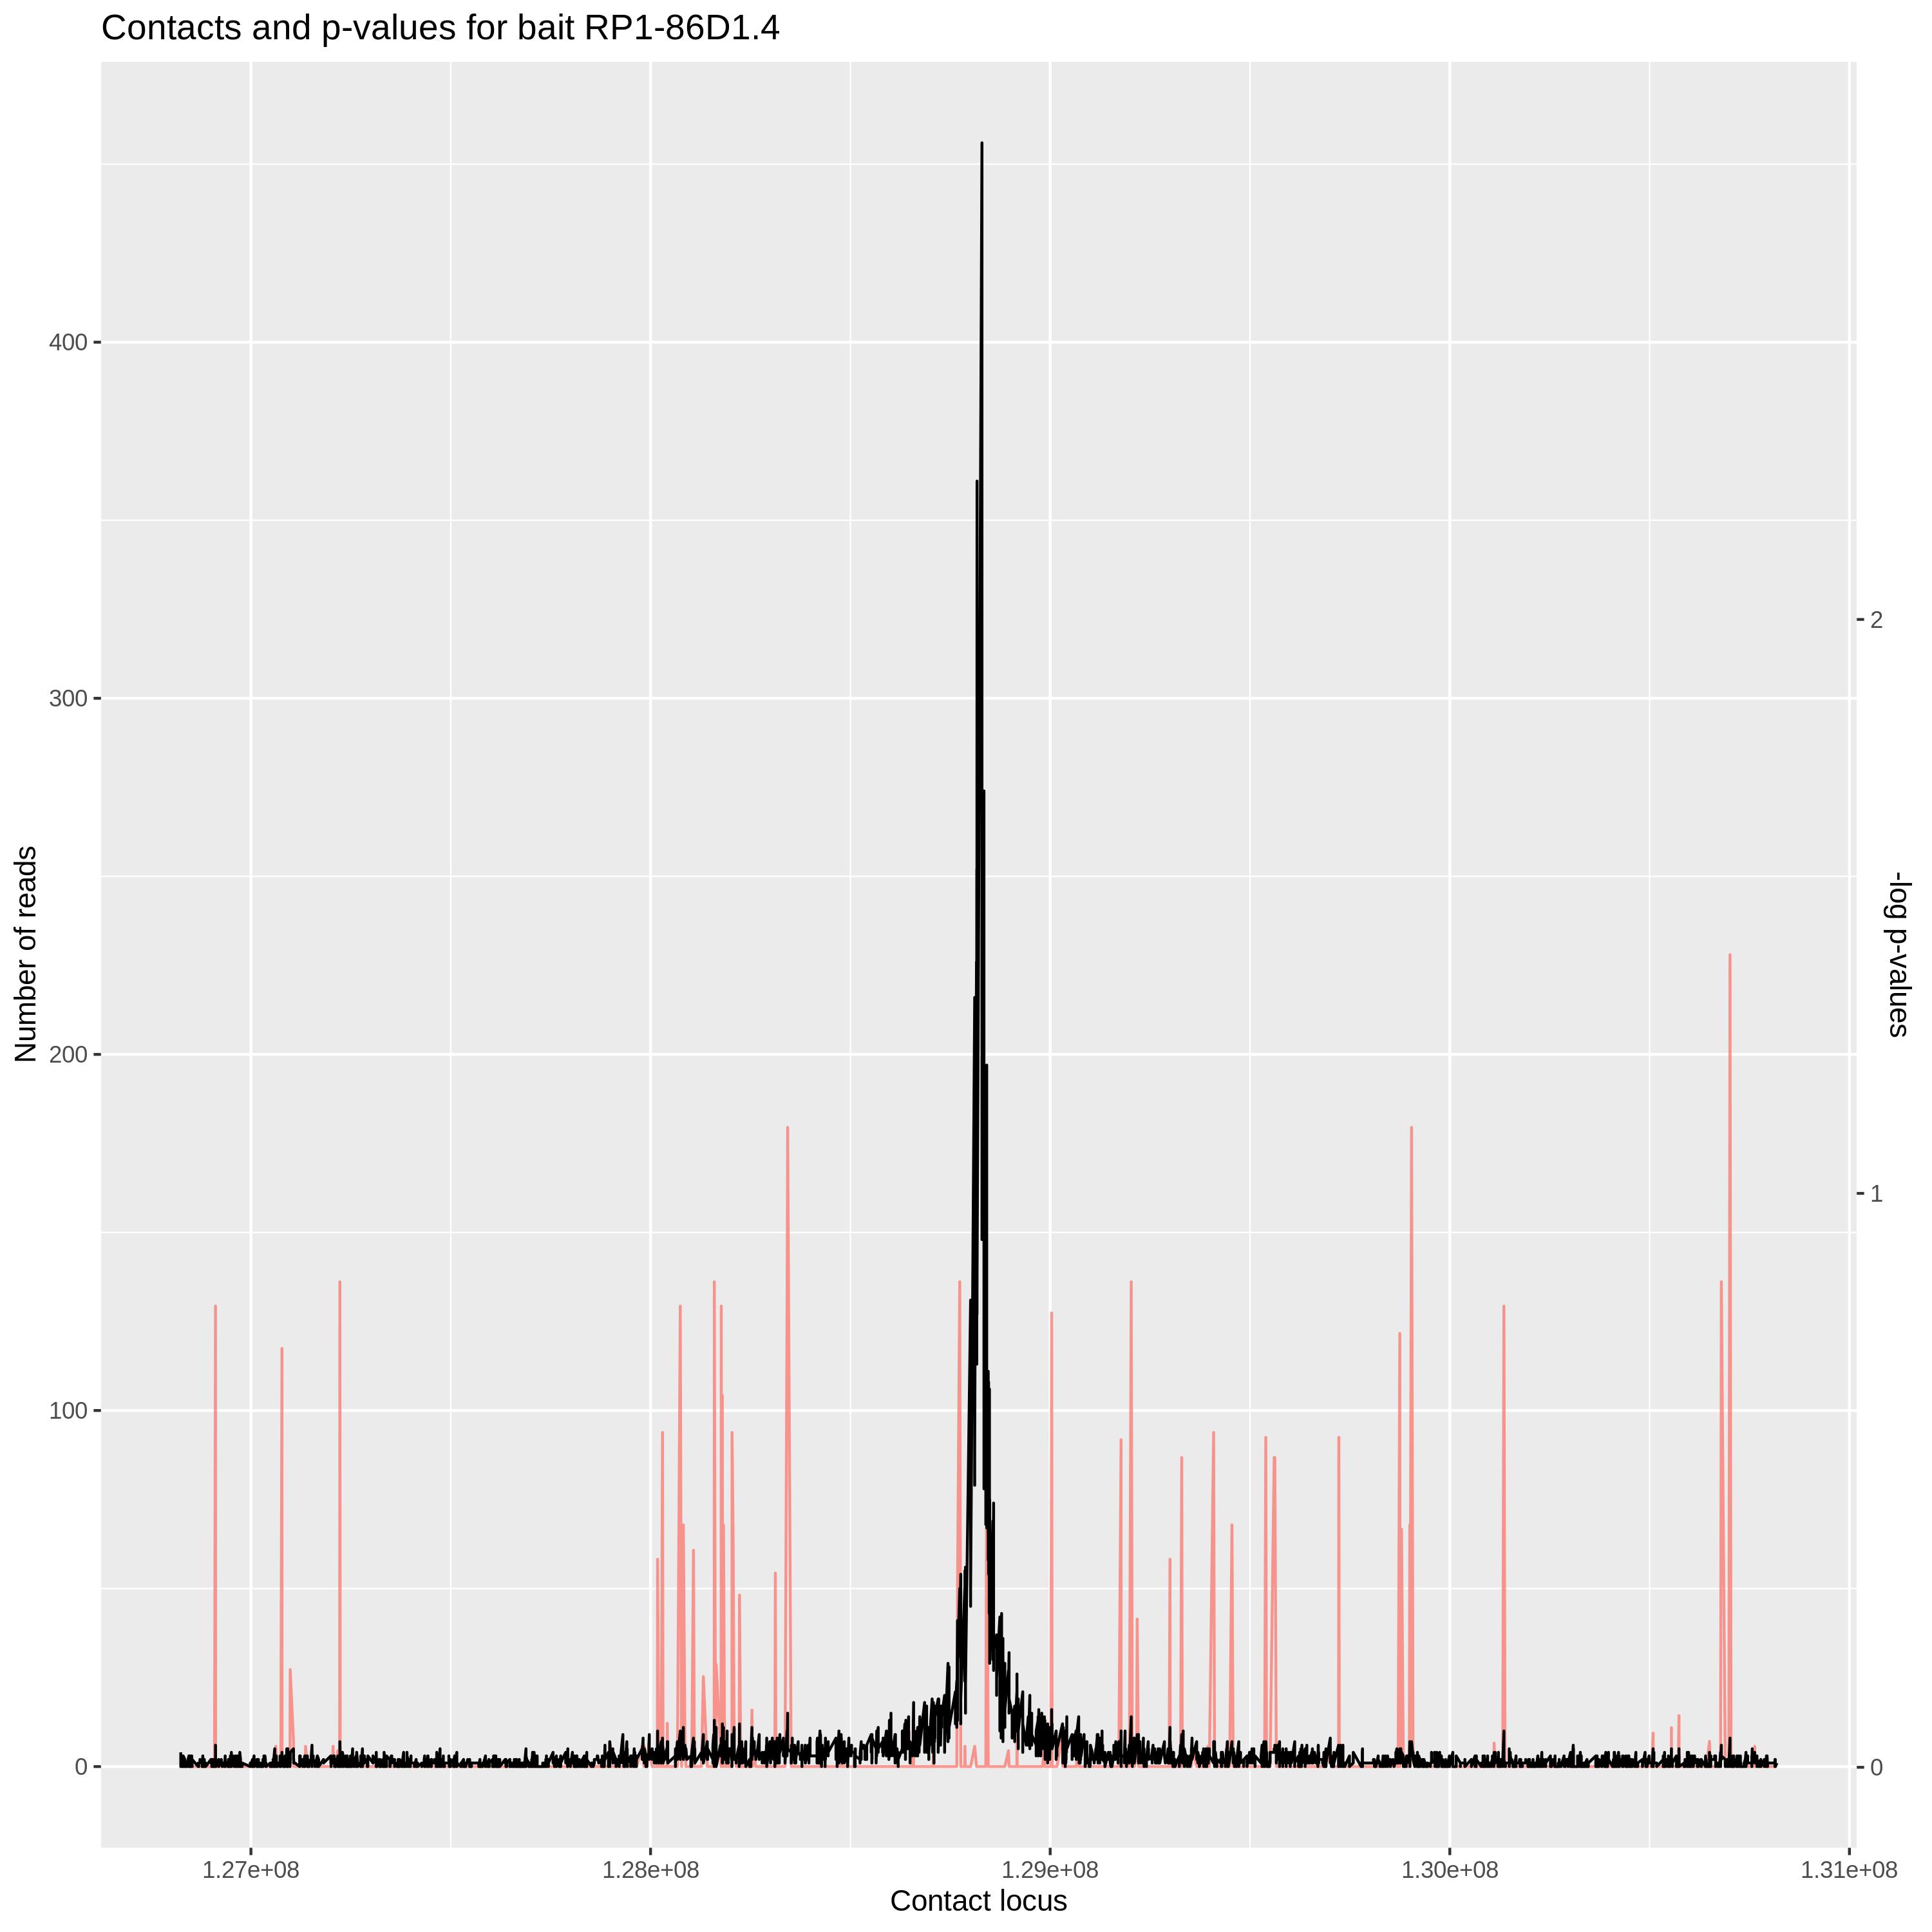 Contacts and p-values for bait RP1-86D1.4
Number of reads
400
300
200
100
0
2
1
0
-log p-values
1.27e+08 1.28e+08 1.29e+08 1.30e+08 1.31e+08
Contact locus